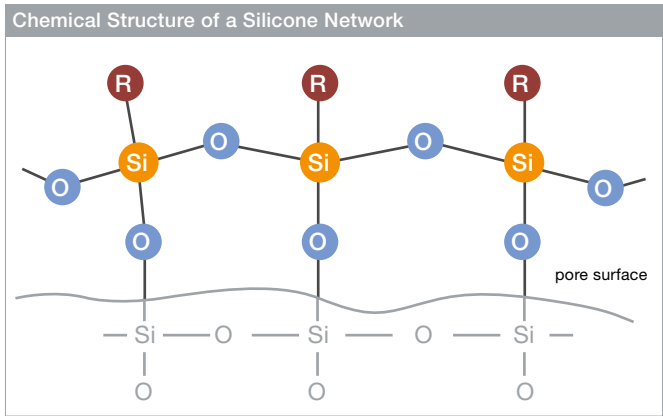 Chemical Structure of a Silicone Network
R R R
O O
Si Si Si
O O
O O O
pore surface
Si O Si O Si
O O O